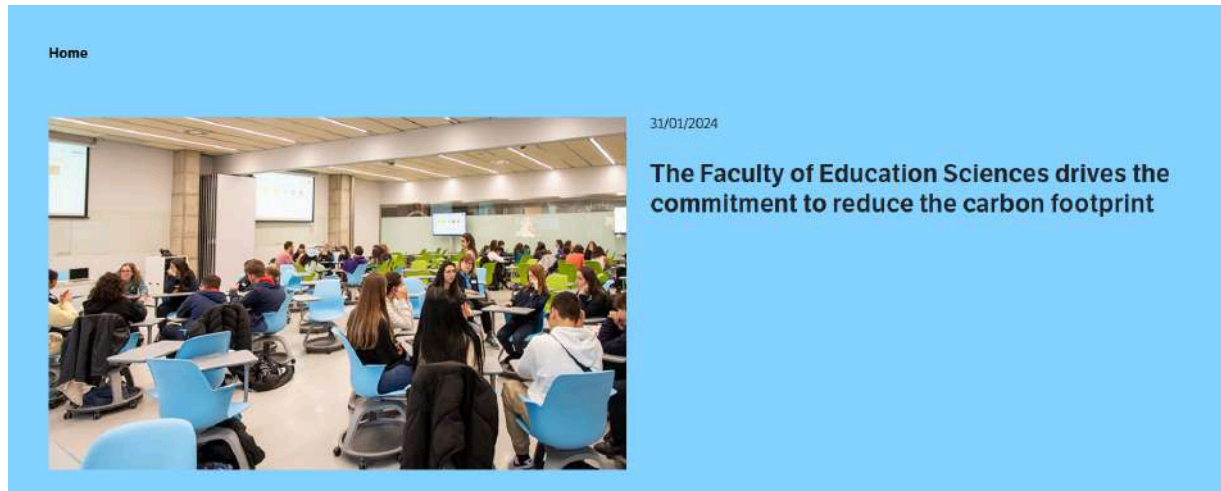 Home
31/01/2024
The Faculty of Education Sciences drives the
commitment to reduce the carbon footprint